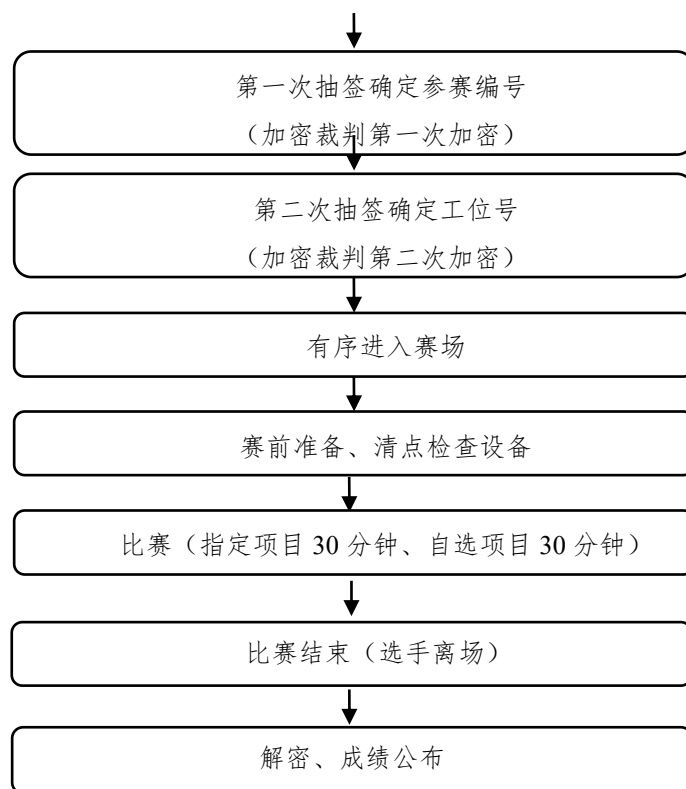 第一次抽签确定参赛编号
（加密裁判第一次加密）
第二次抽签确定工位号
（加密裁判第二次加密）
有序进入赛场
赛前准备、清点检查设备
比赛（指定项目 30 分钟、自选项目 30 分钟）
比赛结束（选手离场）
解密、成绩公布